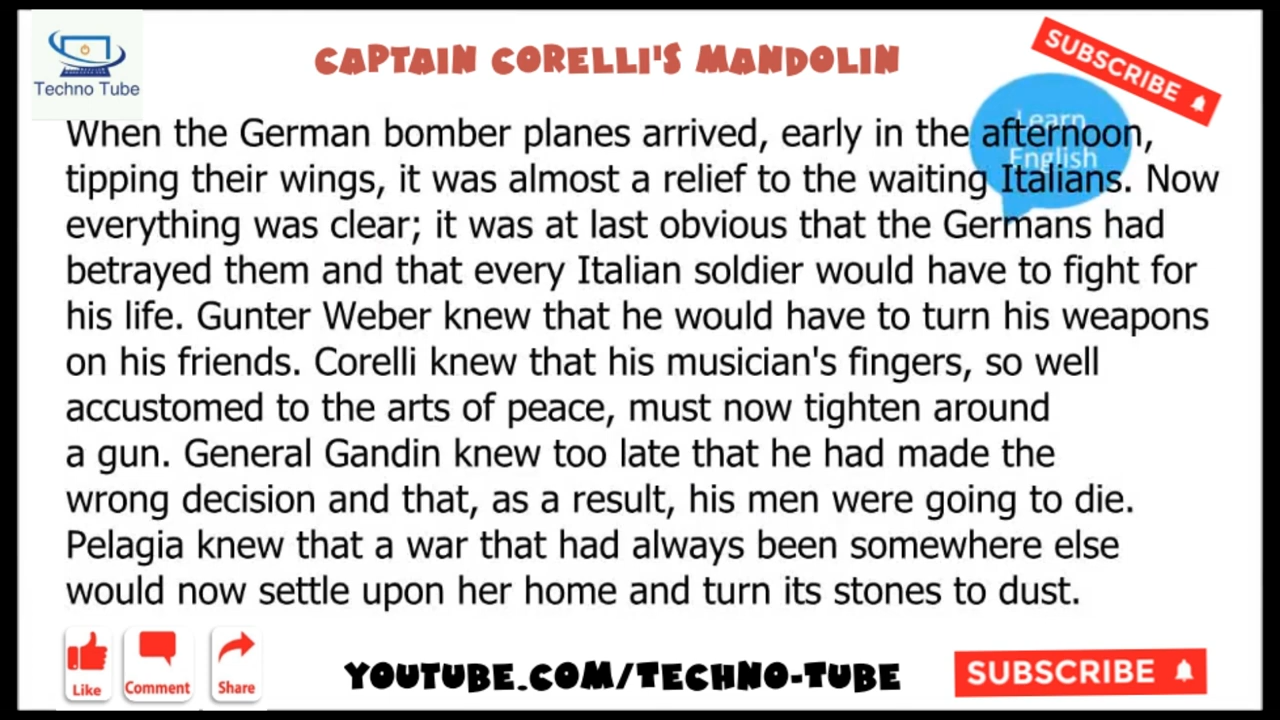 CAPTAIN CORELLI'S MANDOLIN
SUBSCRIBE
Techno Tube
Learn
English
When the German bomber planes arrived, early in the afternoon,
tipping their wings, it was almost a relief to the waiting Italians. Now
everything was clear; it was at last obvious that the Germans had
betrayed them and that every Italian soldier would have to fight for
his life. Gunter Weber knew that he would have to turn his weapons
on his friends. Corelli knew that his musician's fingers, so well
accustomed to the arts of peace, must now tighten around
a gun. General Gandin knew too late that he had made the
wrong decision and that, as a result, his men were going to die.
Pelagia knew that a war that had always been somewhere else
would now settle upon her home and turn its stones to dust.
Like
Comment
Share
YOUTUBE.COM/TECHNO-TUBE
SUBSCRIBE